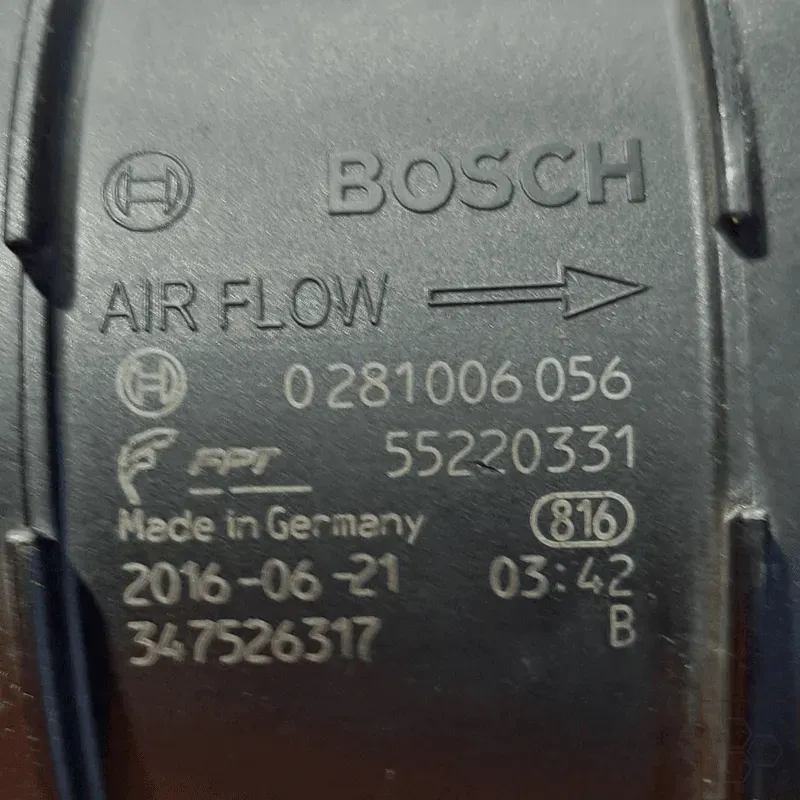 BOSCH
AIR FLOW
0 281 006 056
FPT 55220331
Made in Germany 816
2016-06-21 03:42
347526317 B